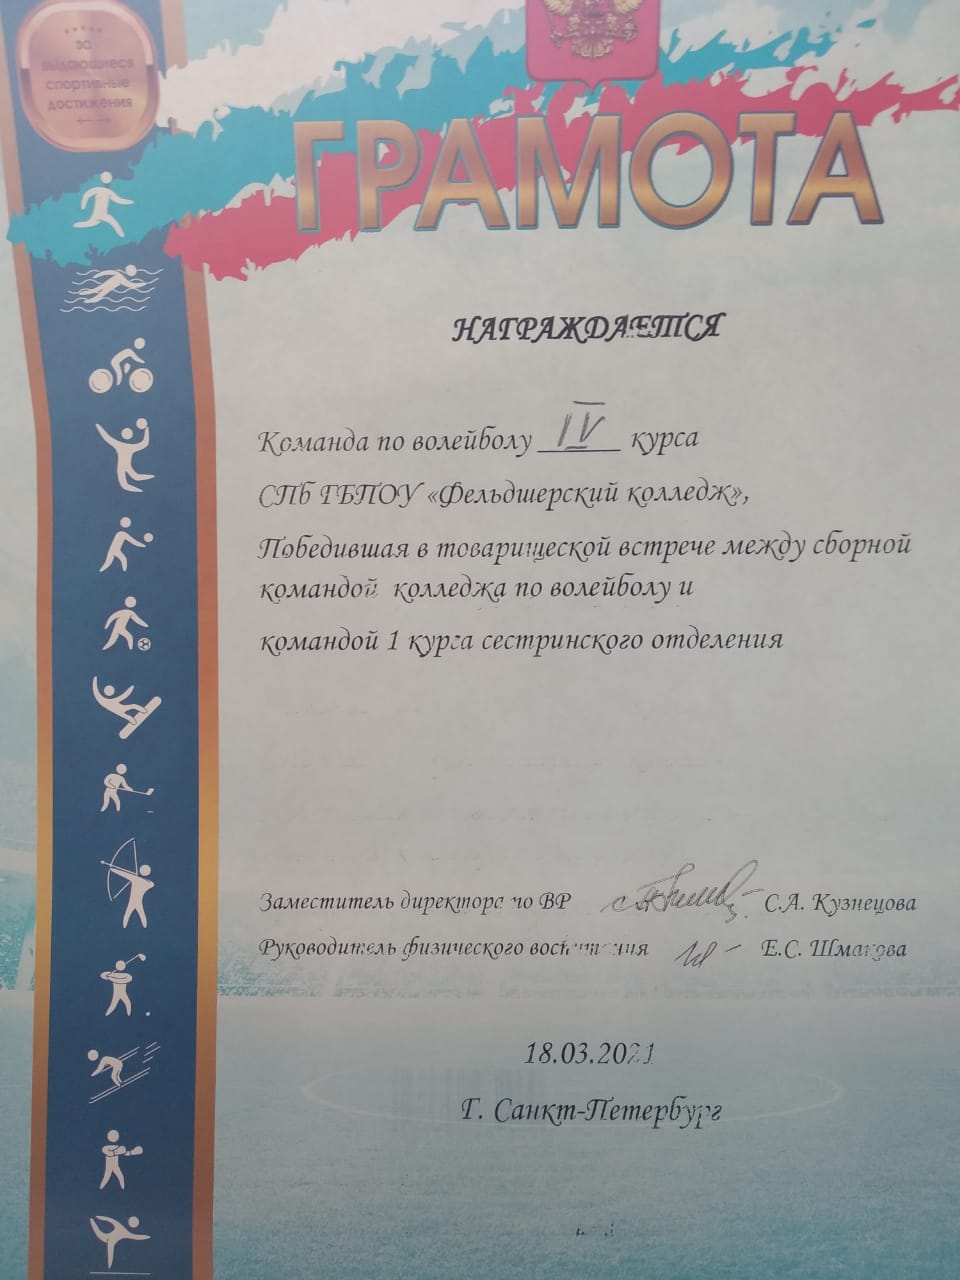 за
выдающиеся
спортивные
достижения
ГРАМОТА
НАГРАЖДАЕТСЯ
Команда по волейболу IV курса
СПб ГБПОУ «Фельдшерский колледж»,
Победившая в товарищеской встрече между сборной
командой колледжа по волейболу и
командой 1 курса сестринского отделения
Заместитель директора по ВР С.А. Кузнецова
Руководитель физического воспитания Е.С. Шмакова
18.03.2021
Г. Санкт-Петербург